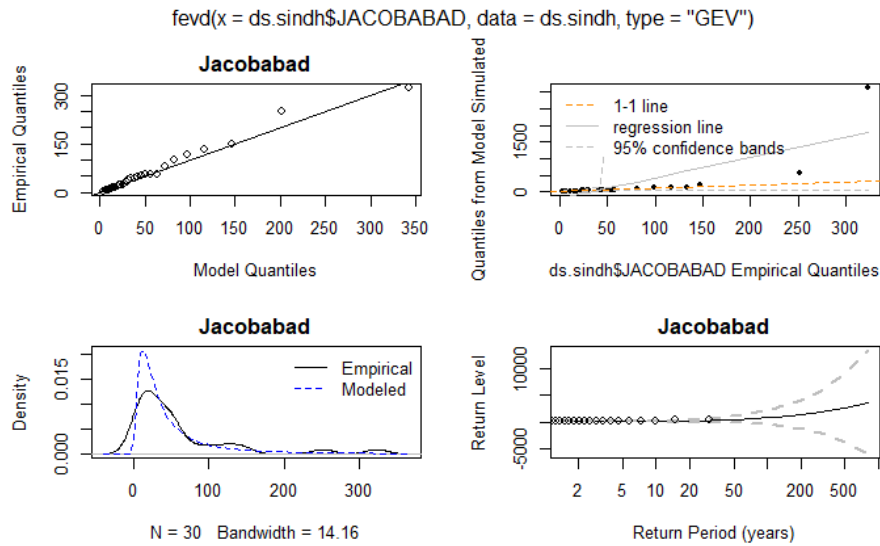 fevd(x = ds.sindh$JACOBABAD, data = ds.sindh, type = "GEV")
Jacobabad
Empirical Quantiles
0 150 300
0 50 100 150 200 250 300 350
Model Quantiles
Quantiles from Model Simulated
0 500 1500
1-1 line
regression line
95% confidence bands
0 50 100 150 200 250 300
ds.sindh$JACOBABAD Empirical Quantiles
Jacobabad
Density
0.000 0.015
Empirical
Modeled
0 100 200 300
N = 30 Bandwidth = 14.16
Jacobabad
Return Level
-5000 10000
2 5 10 20 50 200 500
Return Period (years)